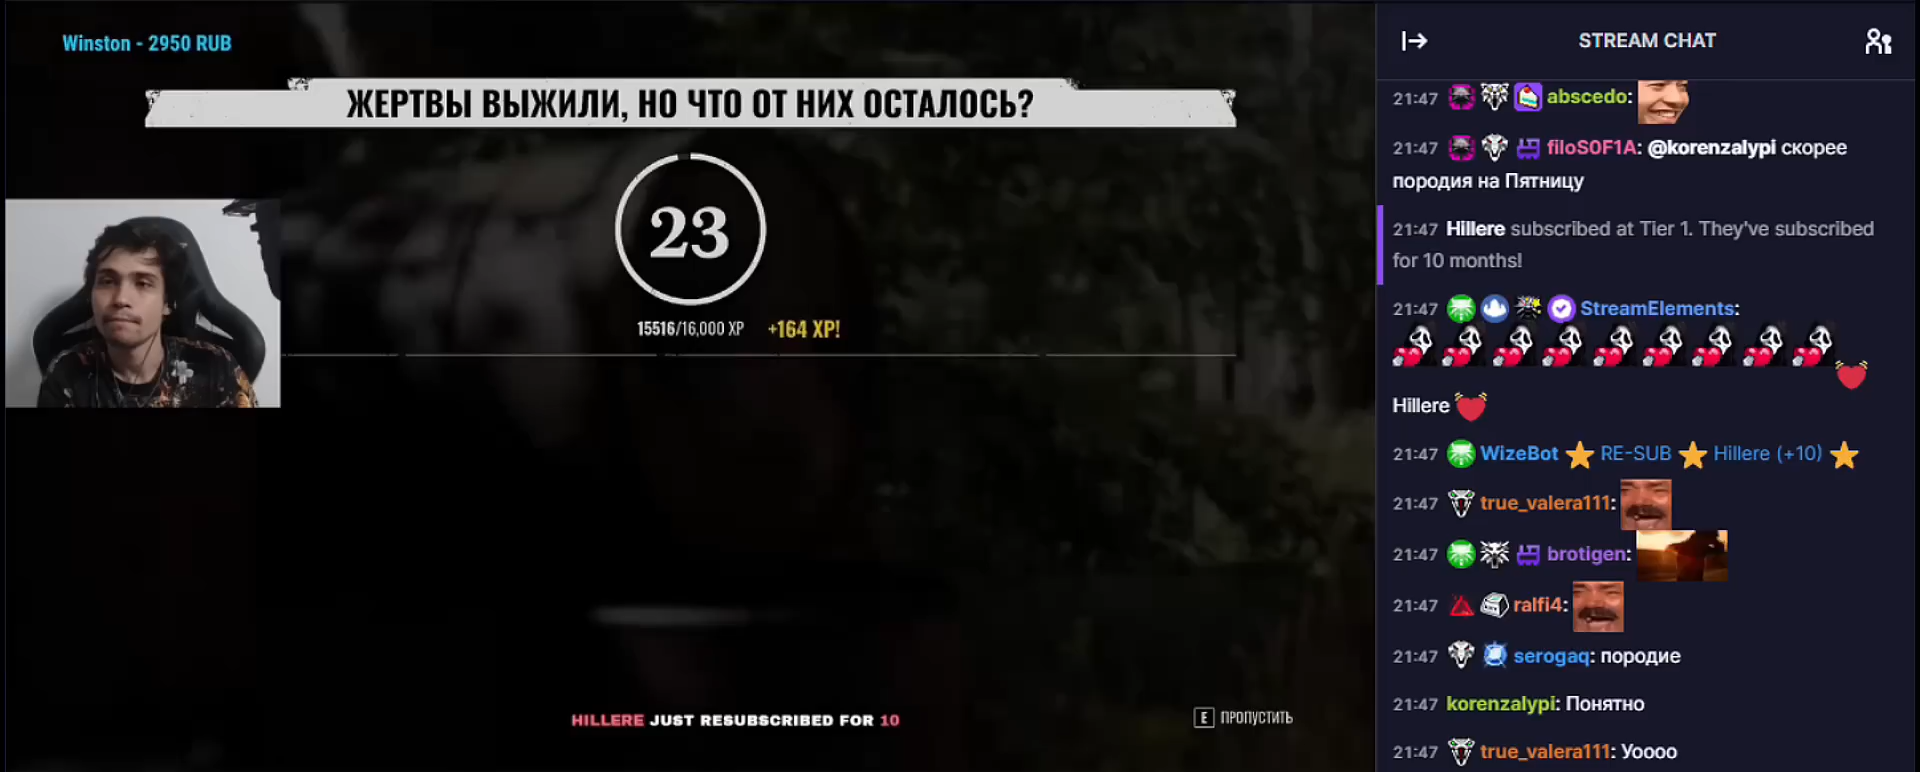 Winston - 2950 RUB
ЖЕРТВЫ ВЫЖИЛИ, НО ЧТО ОТ НИХ ОСТАЛОСЬ?
23
15516/16,000 XP +164 XP!
HILLERE JUST RESUBSCRIBED FOR 10
E ПРОПУСТИТЬ
STREAM CHAT
21:47 abscedo:
21:47 filoSOF1A: @korenzalypi скорее
породия на Пятницу
21:47 Hillere subscribed at Tier 1. They've subscribed
for 10 months!
21:47 StreamElements:
Hillere
21:47 WizeBot RE-SUB Hillere (+10)
21:47 true_valera111:
21:47 brotigen:
21:47 ralfi4:
21:47 serogaq: породие
21:47 korenzalypi: Понятно
21:47 true_valera111: Уоооо